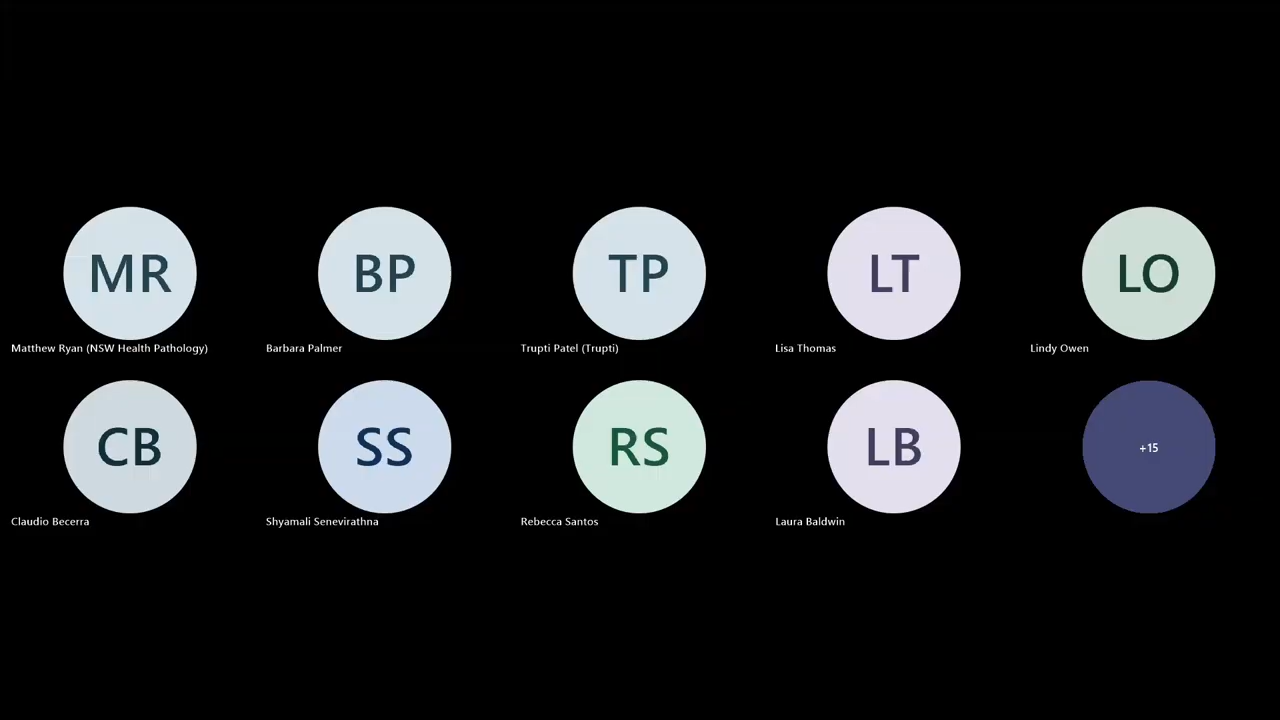 MR BP TP LT LO
Matthew Ryan (NSW Health Pathology) Barbara Palmer Trupti Patel (Trupti) Lisa Thomas Lindy Owen
CB SS RS LB +15
Claudio Becerra Shyamali Senevirathna Rebecca Santos Laura Baldwin